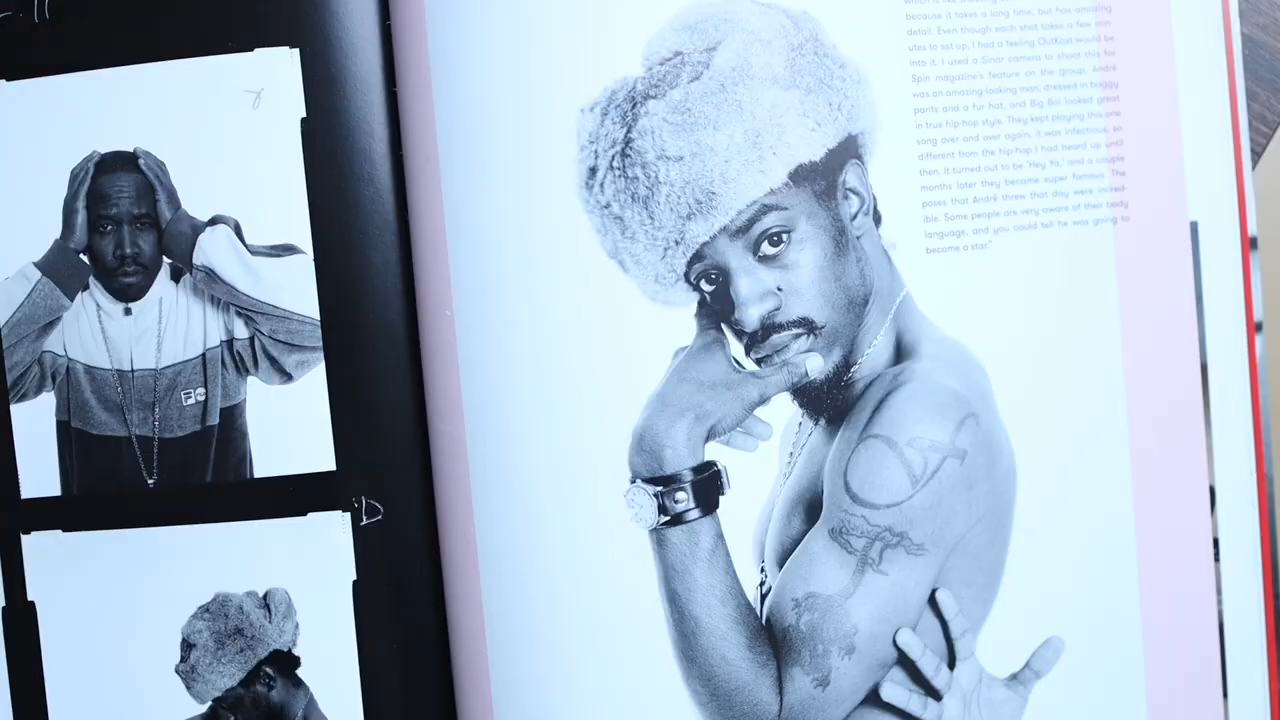 because it takes a long time, but has amazing
detail. Even though each shot takes a few min-
utes to set up, I had a feeling OutKast would be
into it. I used a Sinar camera to shoot this for
Spin magazine's feature on the group. André
was an amazing-looking man, dressed in baggy
pants and a fur hat, and Big Boi looked great
in true hip-hop style. They kept playing this one
song over and over again, it was infectious, so
different from the hip-hop I had heard up until
then. It turned out to be 'Hey Ya,' and a couple
months later they became super famous. The
poses that André threw that day were incred-
ible. Some people are very aware of their body
language, and you could tell he was going to
become a star."
D